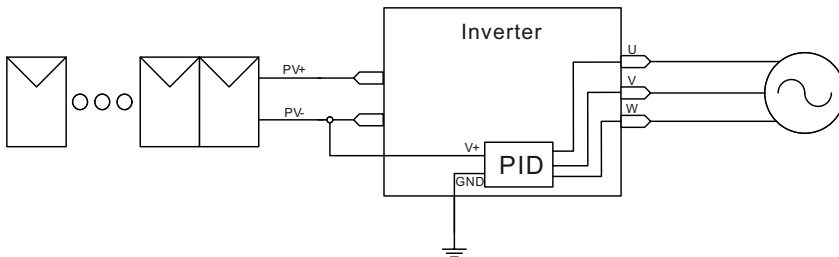 Inverter
U
PV+
V
PV-
W
V+
PID
GND